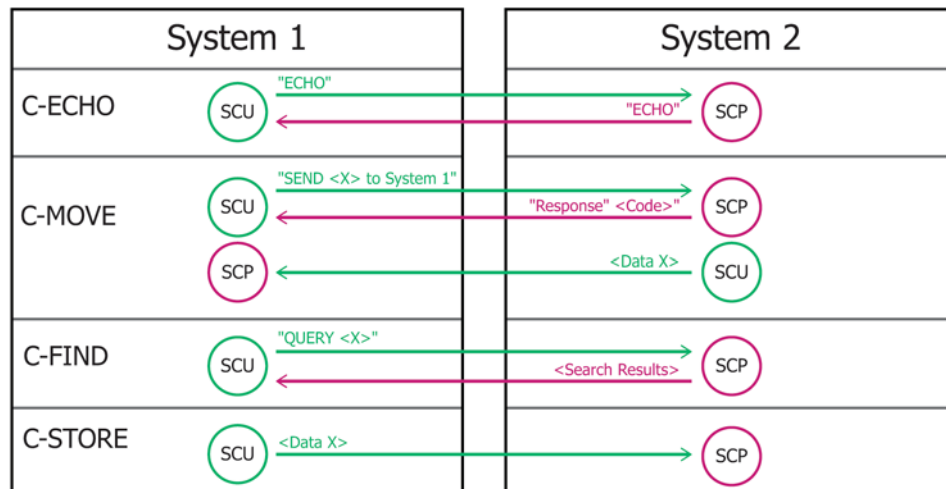 System 1
System 2
C-ECHO
SCU
"ECHO"
"ECHO"
SCP
C-MOVE
SCU
"SEND <X> to System 1"
"Response" <Code>"
SCP
SCP
<Data X>
SCU
C-FIND
SCU
"QUERY <X>"
<Search Results>
SCP
C-STORE
SCU
<Data X>
SCP